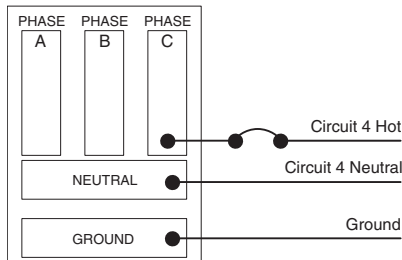 PHASE PHASE PHASE
A B C
Circuit 4 Hot
Circuit 4 Neutral
NEUTRAL
Ground
GROUND